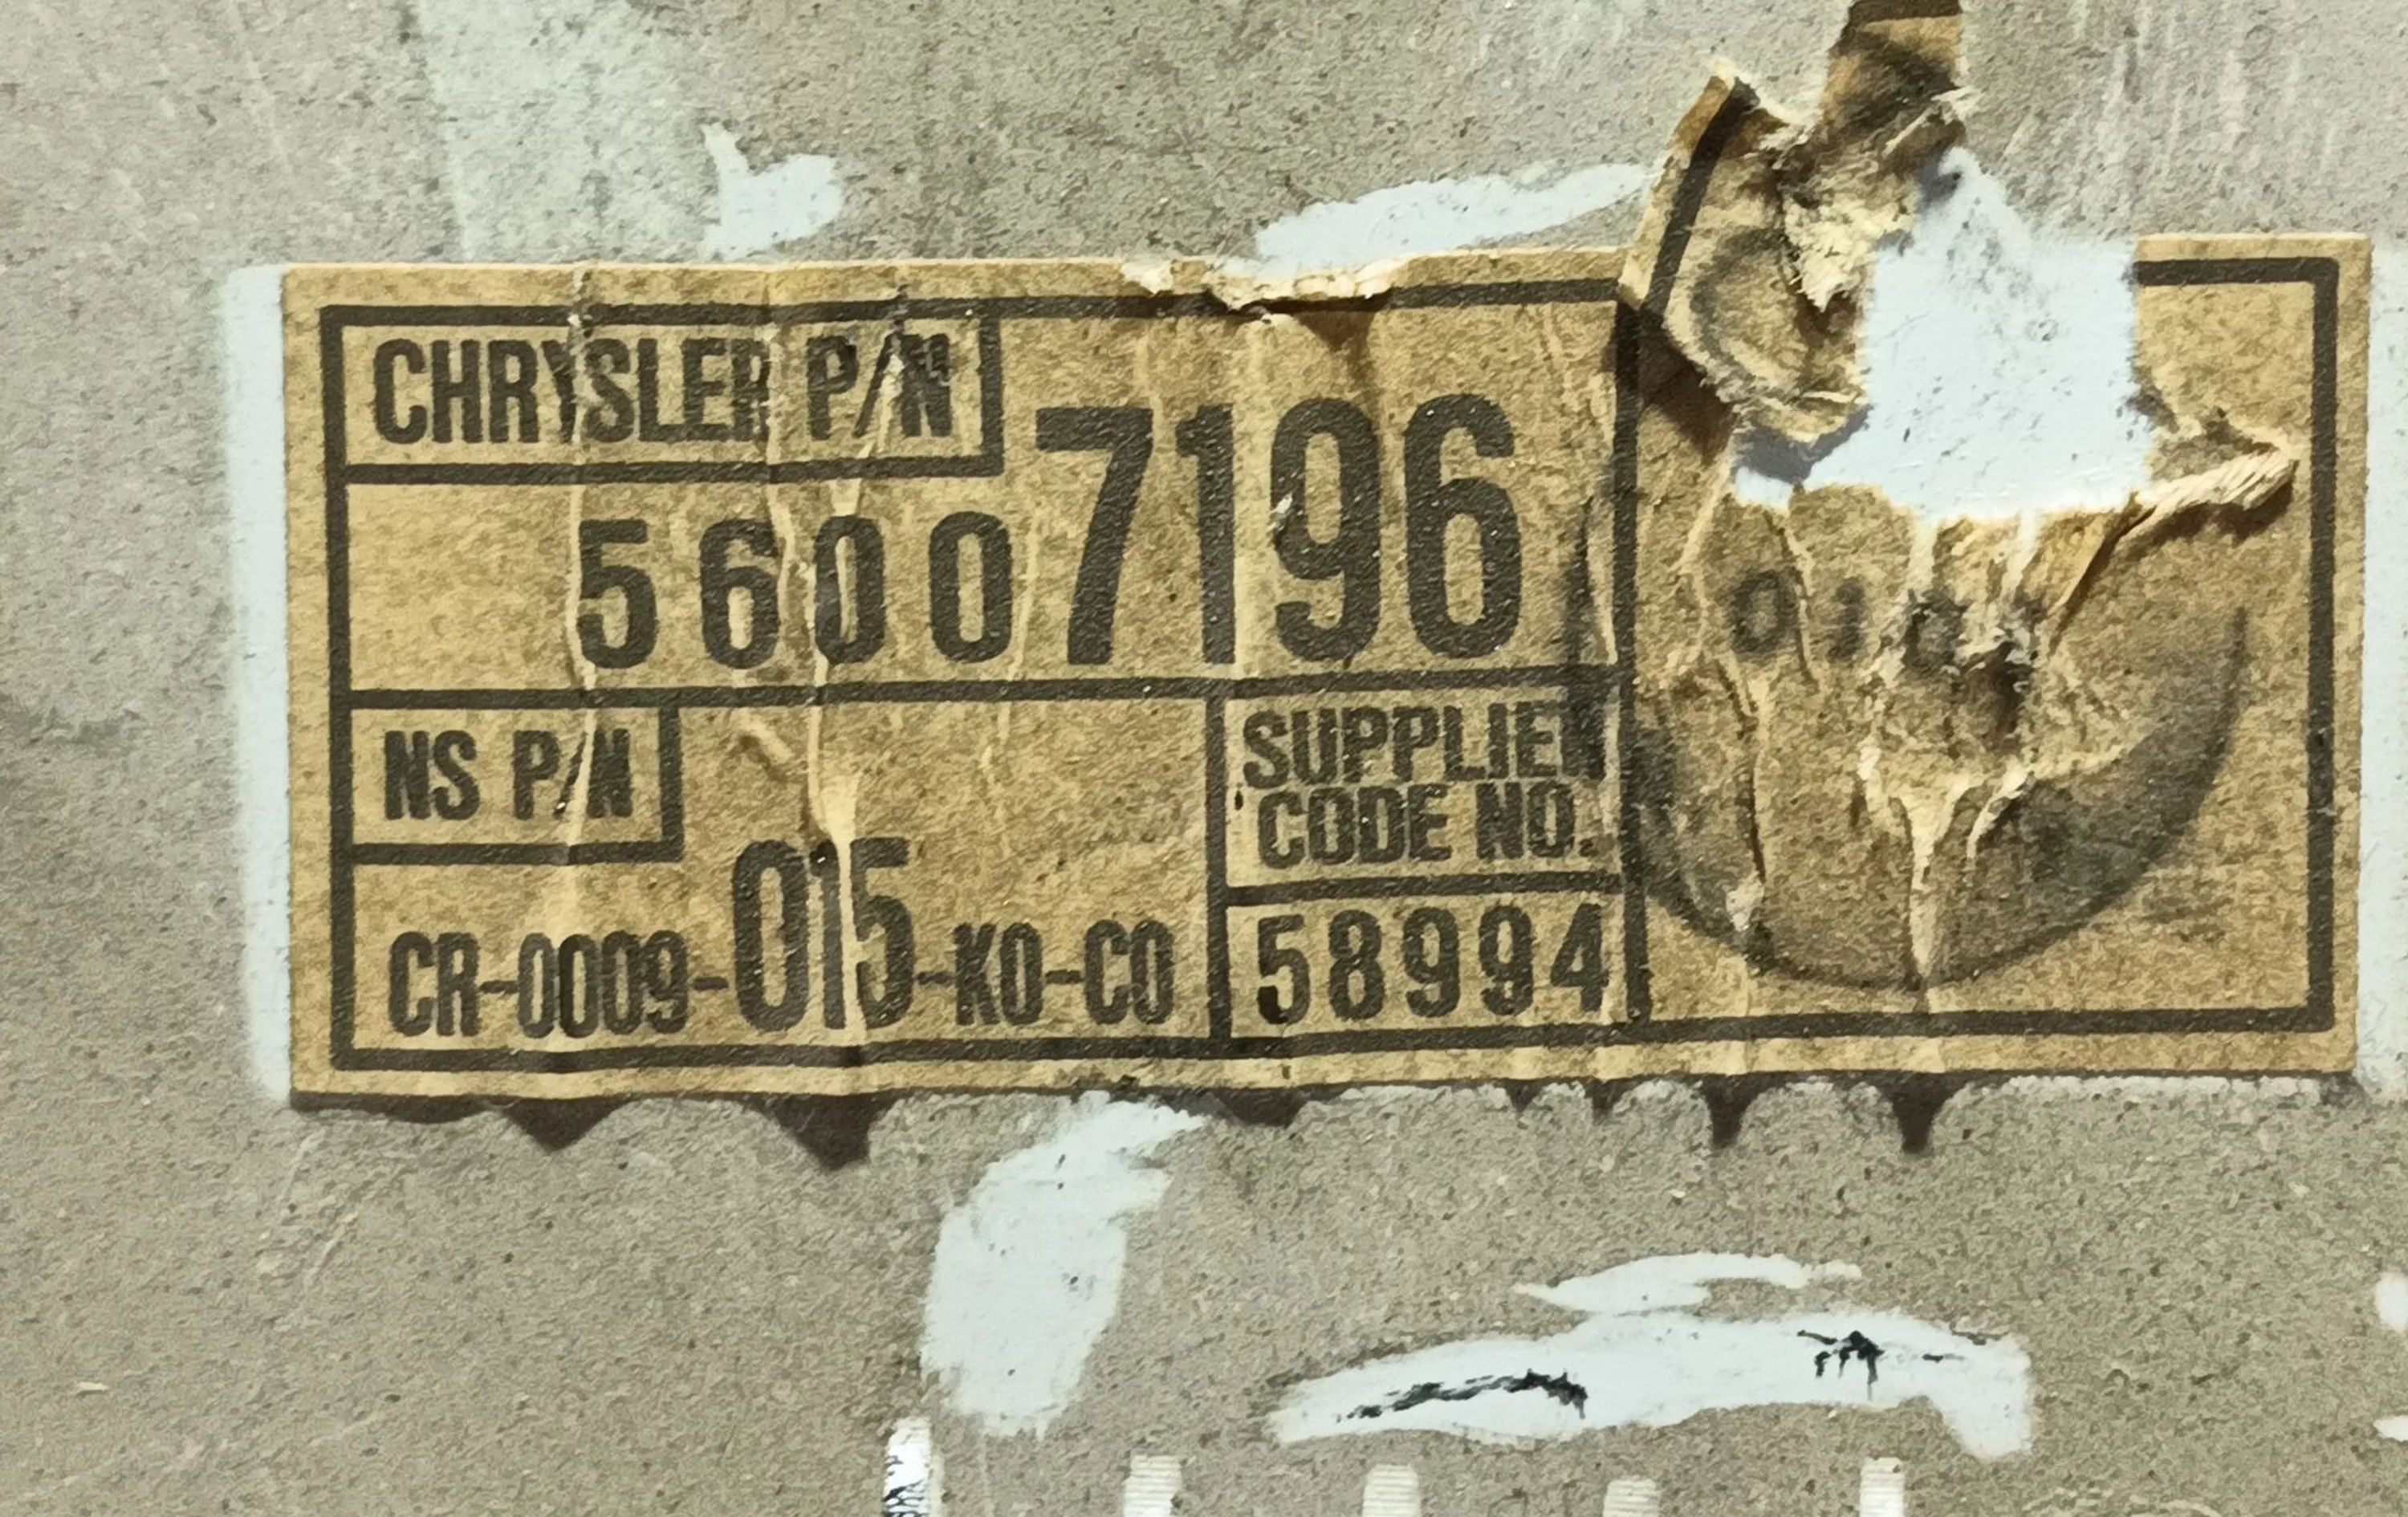 CHRYSLER P/N
56007196
NS P/N
CR-0009-015-KO-CO
SUPPLIER
CODE NO.
58994